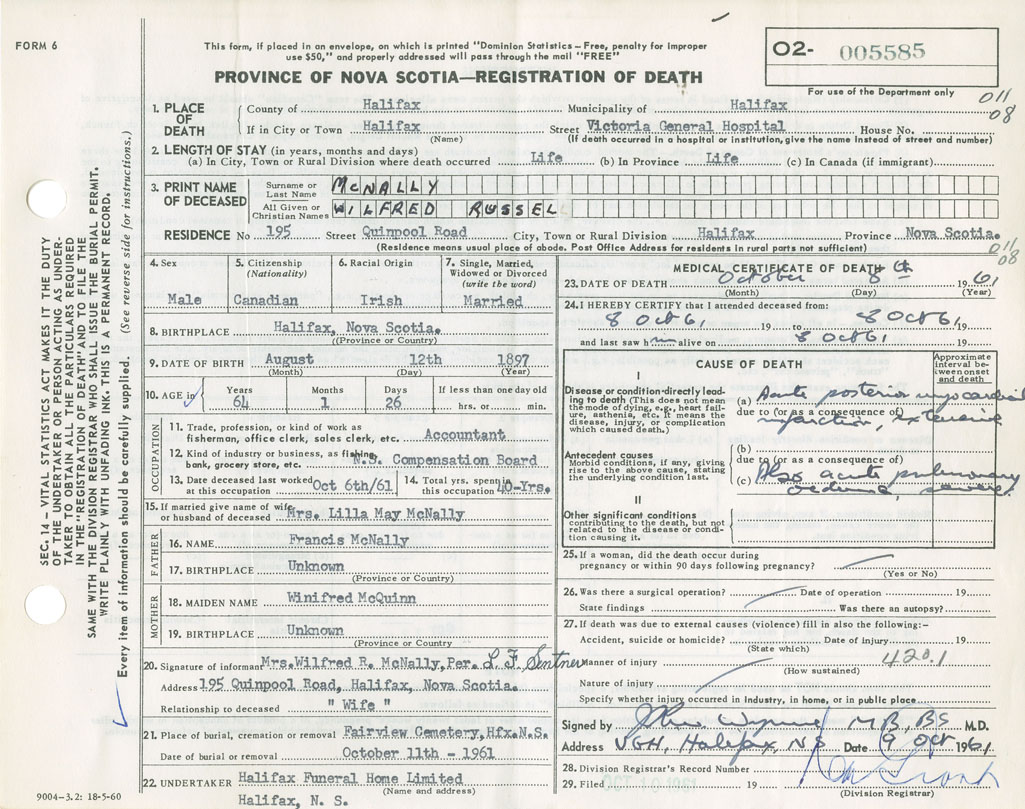 FORM 6
This form, if placed in an envelope, on which is printed "Dominion Statistics – Free, penalty for improper
use $50," and properly addressed will pass through the mail "FREE"
PROVINCE OF NOVA SCOTIA—REGISTRATION OF DEATH
O2- 005585
For use of the Department only
011
08
1. PLACE OF DEATH
County of Halifax Municipality of Halifax
If in City or Town Halifax Street Victoria General Hospital House No.
(Name) (If death occurred in a hospital or institution, give the name instead of street and number)
2. LENGTH OF STAY (in years, months and days)
(a) In City, Town or Rural Division where death occurred Life (b) In Province Life (c) In Canada (if immigrant)
3. PRINT NAME OF DECEASED
Surname or Last Name McNALLY
All Given or Christian Names WILFRED RUSSELL
RESIDENCE No 195 Street Quinpool Road City, Town or Rural Division Halifax Province Nova Scotia.
(Residence means usual place of abode. Post Office Address for residents in rural parts not sufficient)
011
08
4. Sex
Male
5. Citizenship (Nationality)
Canadian
6. Racial Origin
Irish
7. Single, Married, Widowed or Divorced (write the word)
Married
8. BIRTHPLACE Halifax, Nova Scotia.
(Province or Country)
9. DATE OF BIRTH August 12th 1897
(Month) (Day) (Year)
10. AGE in
Years 64
Months 1
Days 26
If less than one day old
hrs. or min.
OCCUPATION
11. Trade, profession, or kind of work as
fisherman, office clerk, sales clerk, etc. Accountant
12. Kind of industry or business, as fishing,
bank, grocery store, etc. N.S. Compensation Board
13. Date deceased last worked
at this occupation Oct 6th/61
14. Total yrs. spent in
this occupation 40-Yrs.
15. If married give name of wife
or husband of deceased Mrs. Lilla May McNally
FATHER
16. NAME Francis McNally
17. BIRTHPLACE Unknown
(Province or Country)
MOTHER
18. MAIDEN NAME Winifred McQuinn
19. BIRTHPLACE Unknown
(Province or Country)
20. Signature of informant Mrs. Wilfred R. McNally, Per. L. F.
Address 195 Quinpool Road, Halifax, Nova Scotia.
Relationship to deceased " Wife "
21. Place of burial, cremation or removal Fairview Cemetery, Hfx. N.S.
Date of burial or removal October 11th - 1961
22 UNDERTAKER Halifax Funeral Home Limited
(Name and address)
Halifax, N. S.
MEDICAL CERTIFICATE OF DEATH
23. DATE OF DEATH October 8th 1961
(Month) (Day) (Year)
24. I HEREBY CERTIFY that I attended deceased from:
8 Oct 61 19 to 8 Oct 61 19
and last saw him alive on 8 Oct 61 19
CAUSE OF DEATH
Approximate interval between onset and death
I
Disease or condition directly leading to death (This does not mean
the mode of dying, e.g., heart failure, asthenia, etc. It means the
disease, injury, or complication
which caused death.)
(a) Acute posterior myocardial
due to (or as a consequence of)
infarction, extensive
Antecedent causes
Morbid conditions, if any, giving
rise to the above cause, stating
the underlying condition last.
(b)
due to (or as a consequence of)
(c) Also acute pulmonary
oedema, severe
II
Other significant conditions
contributing to the death, but not
related to the disease or condition causing it.
25. If a woman, did the death occur during
pregnancy or within 90 days following pregnancy?
(Yes or No)
26. Was there a surgical operation? Date of operation 19
State findings Was there an autopsy?
27. If death was due to external causes (violence) fill in also the following:-
Accident, suicide or homicide? Date of injury 19
(State which)
Manner of injury 420.1
(How sustained)
Nature of injury
Specify whether injury occurred in industry, in home, or in public place
Signed by John Wynne M B, BS M.D.
Address VGH, Halifax, NS Date 9 Oct 1961
28. Division Registrar's Record Number
29. Filed OCT 10 1961 19
(Division Registrar)
SEC. 14 – VITAL STATISTICS ACT MAKES IT THE DUTY
OF THE UNDERTAKER OR PERSON ACTING AS UNDERTAKER TO OBTAIN ALL THE PARTICULARS REQUIRED
IN THE "REGISTRATION OF DEATH" AND TO FILE THE
SAME WITH THE DIVISION REGISTRAR WHO SHALL ISSUE THE BURIAL PERMIT.
WRITE PLAINLY WITH UNFADING INK. THIS IS A PERMANENT RECORD.
Every item of information should be carefully supplied. (See reverse side for instructions.)
9004–3.2: 18-5-60